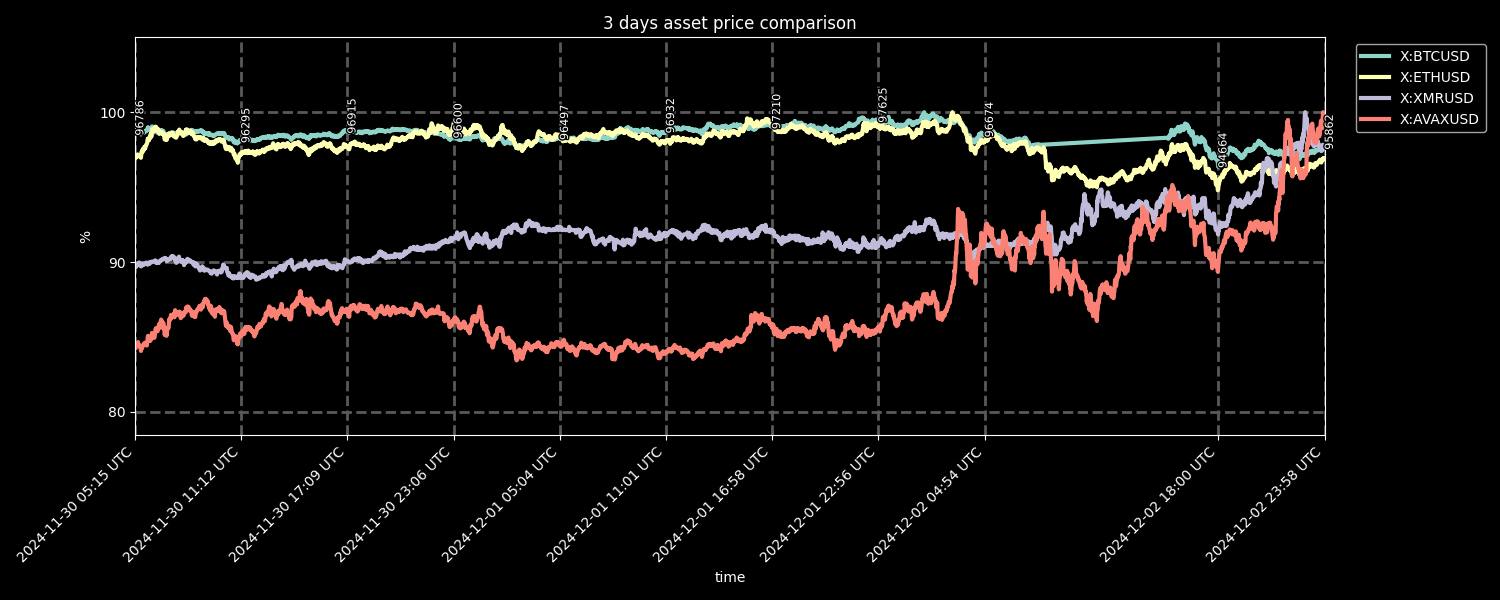 3 days asset price comparison
X:BTCUSD
X:ETHUSD
X:XMRUSD
X:AVAXUSD
100
90
80
%
96786
96295
96915
96600
96497
96932
97210
97625
96674
94664
95862
2024-11-30 05:15 UTC
2024-11-30 11:12 UTC
2024-11-30 17:09 UTC
2024-11-30 23:06 UTC
2024-12-01 05:04 UTC
2024-12-01 11:01 UTC
2024-12-01 16:58 UTC
2024-12-01 22:56 UTC
2024-12-02 04:54 UTC
2024-12-02 18:00 UTC
2024-12-02 23:58 UTC
time